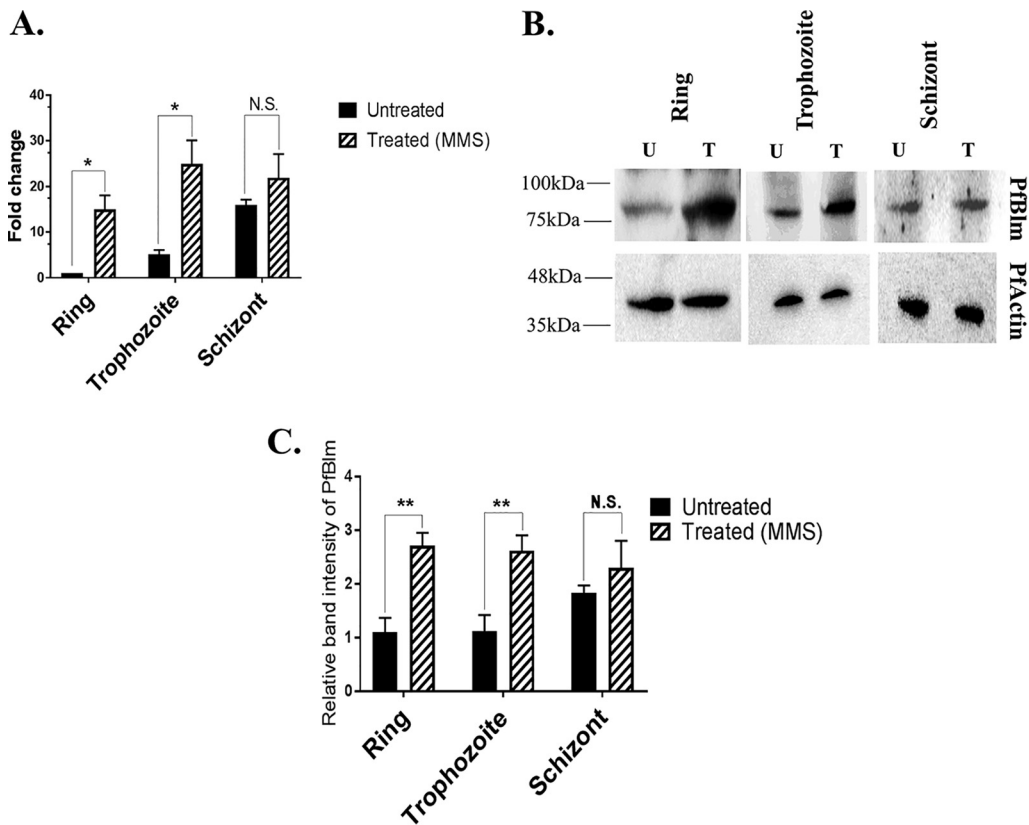 A.
40
30
20
10
0
Fold change
*
*
N.S.
Ring
Trophozoite
Schizont
Untreated
Treated (MMS)
B.
Ring
Trophozoite
Schizont
U T U T U T
100kDa
75kDa
PfBlm
48kDa
35kDa
PfActin
C.
Relative band intensity of PfBlm
4
3
2
1
0
**
**
N.S.
Ring
Trophozoite
Schizont
Untreated
Treated (MMS)